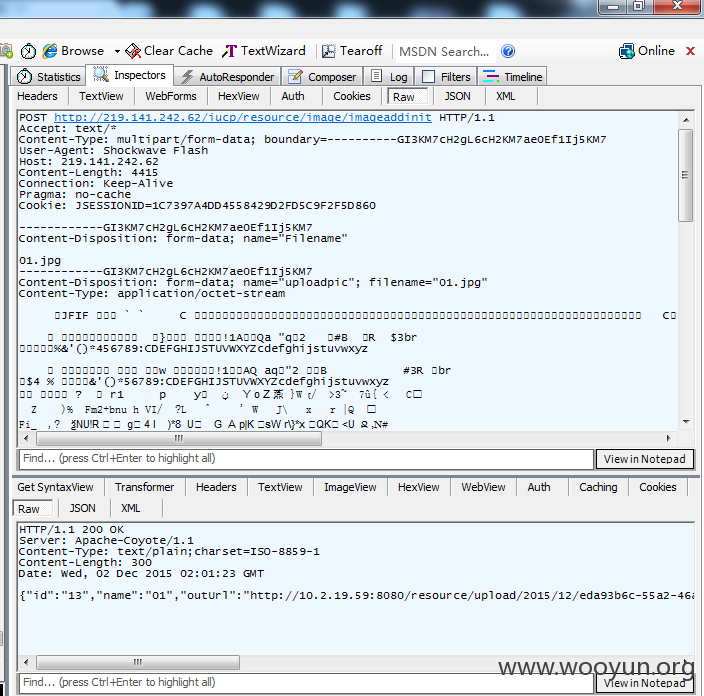 Browse Clear Cache TextWizard Tearoff MSDN Search... Online
Statistics Inspectors AutoResponder Composer Log Filters Timeline
Headers TextView WebForms HexView Auth Cookies Raw JSON XML
POST http://219.141.242.62/iucp/resource/image/imageaddinit HTTP/1.1
Accept: text/*
Content-Type: multipart/form-data; boundary=----------GI3KM7cH2gL6cH2KM7ae0Ef1Ij5KM7
User-Agent: Shockwave Flash
Host: 219.141.242.62
Content-Length: 4415
Connection: Keep-Alive
Pragma: no-cache
Cookie: JSESSIONID=1C7397A4DD4558429D2FD5C9F2F5D860
------------GI3KM7cH2gL6cH2KM7ae0Ef1Ij5KM7
Content-Disposition: form-data; name="Filename"
01.jpg
------------GI3KM7cH2gL6cH2KM7ae0Ef1Ij5KM7
Content-Disposition: form-data; name="uploadpic"; filename="01.jpg"
Content-Type: application/octet-stream
JFIF
%&'()*456789:CDEFGHIJSTUVWXYZcdefghijstuvwxyz
&'()*56789:CDEFGHIJSTUVWXYZcdefghijstuvwxyz
Find... (press Ctrl+Enter to highlight all) View in Notepad
Get SyntaxView Transformer Headers TextView ImageView HexView WebView Auth Caching Cookies
Raw JSON XML
HTTP/1.1 200 OK
Server: Apache-Coyote/1.1
Content-Type: text/plain;charset=ISO-8859-1
Content-Length: 300
Date: Wed, 02 Dec 2015 02:01:23 GMT
{"id":"13","name":"01","outUrl":"http://10.2.19.59:8080/resource/upload/2015/12/eda93b6c-55a2-46a
www.wooyun.org
Find... (press Ctrl+Enter to highlight all) View in Notepad